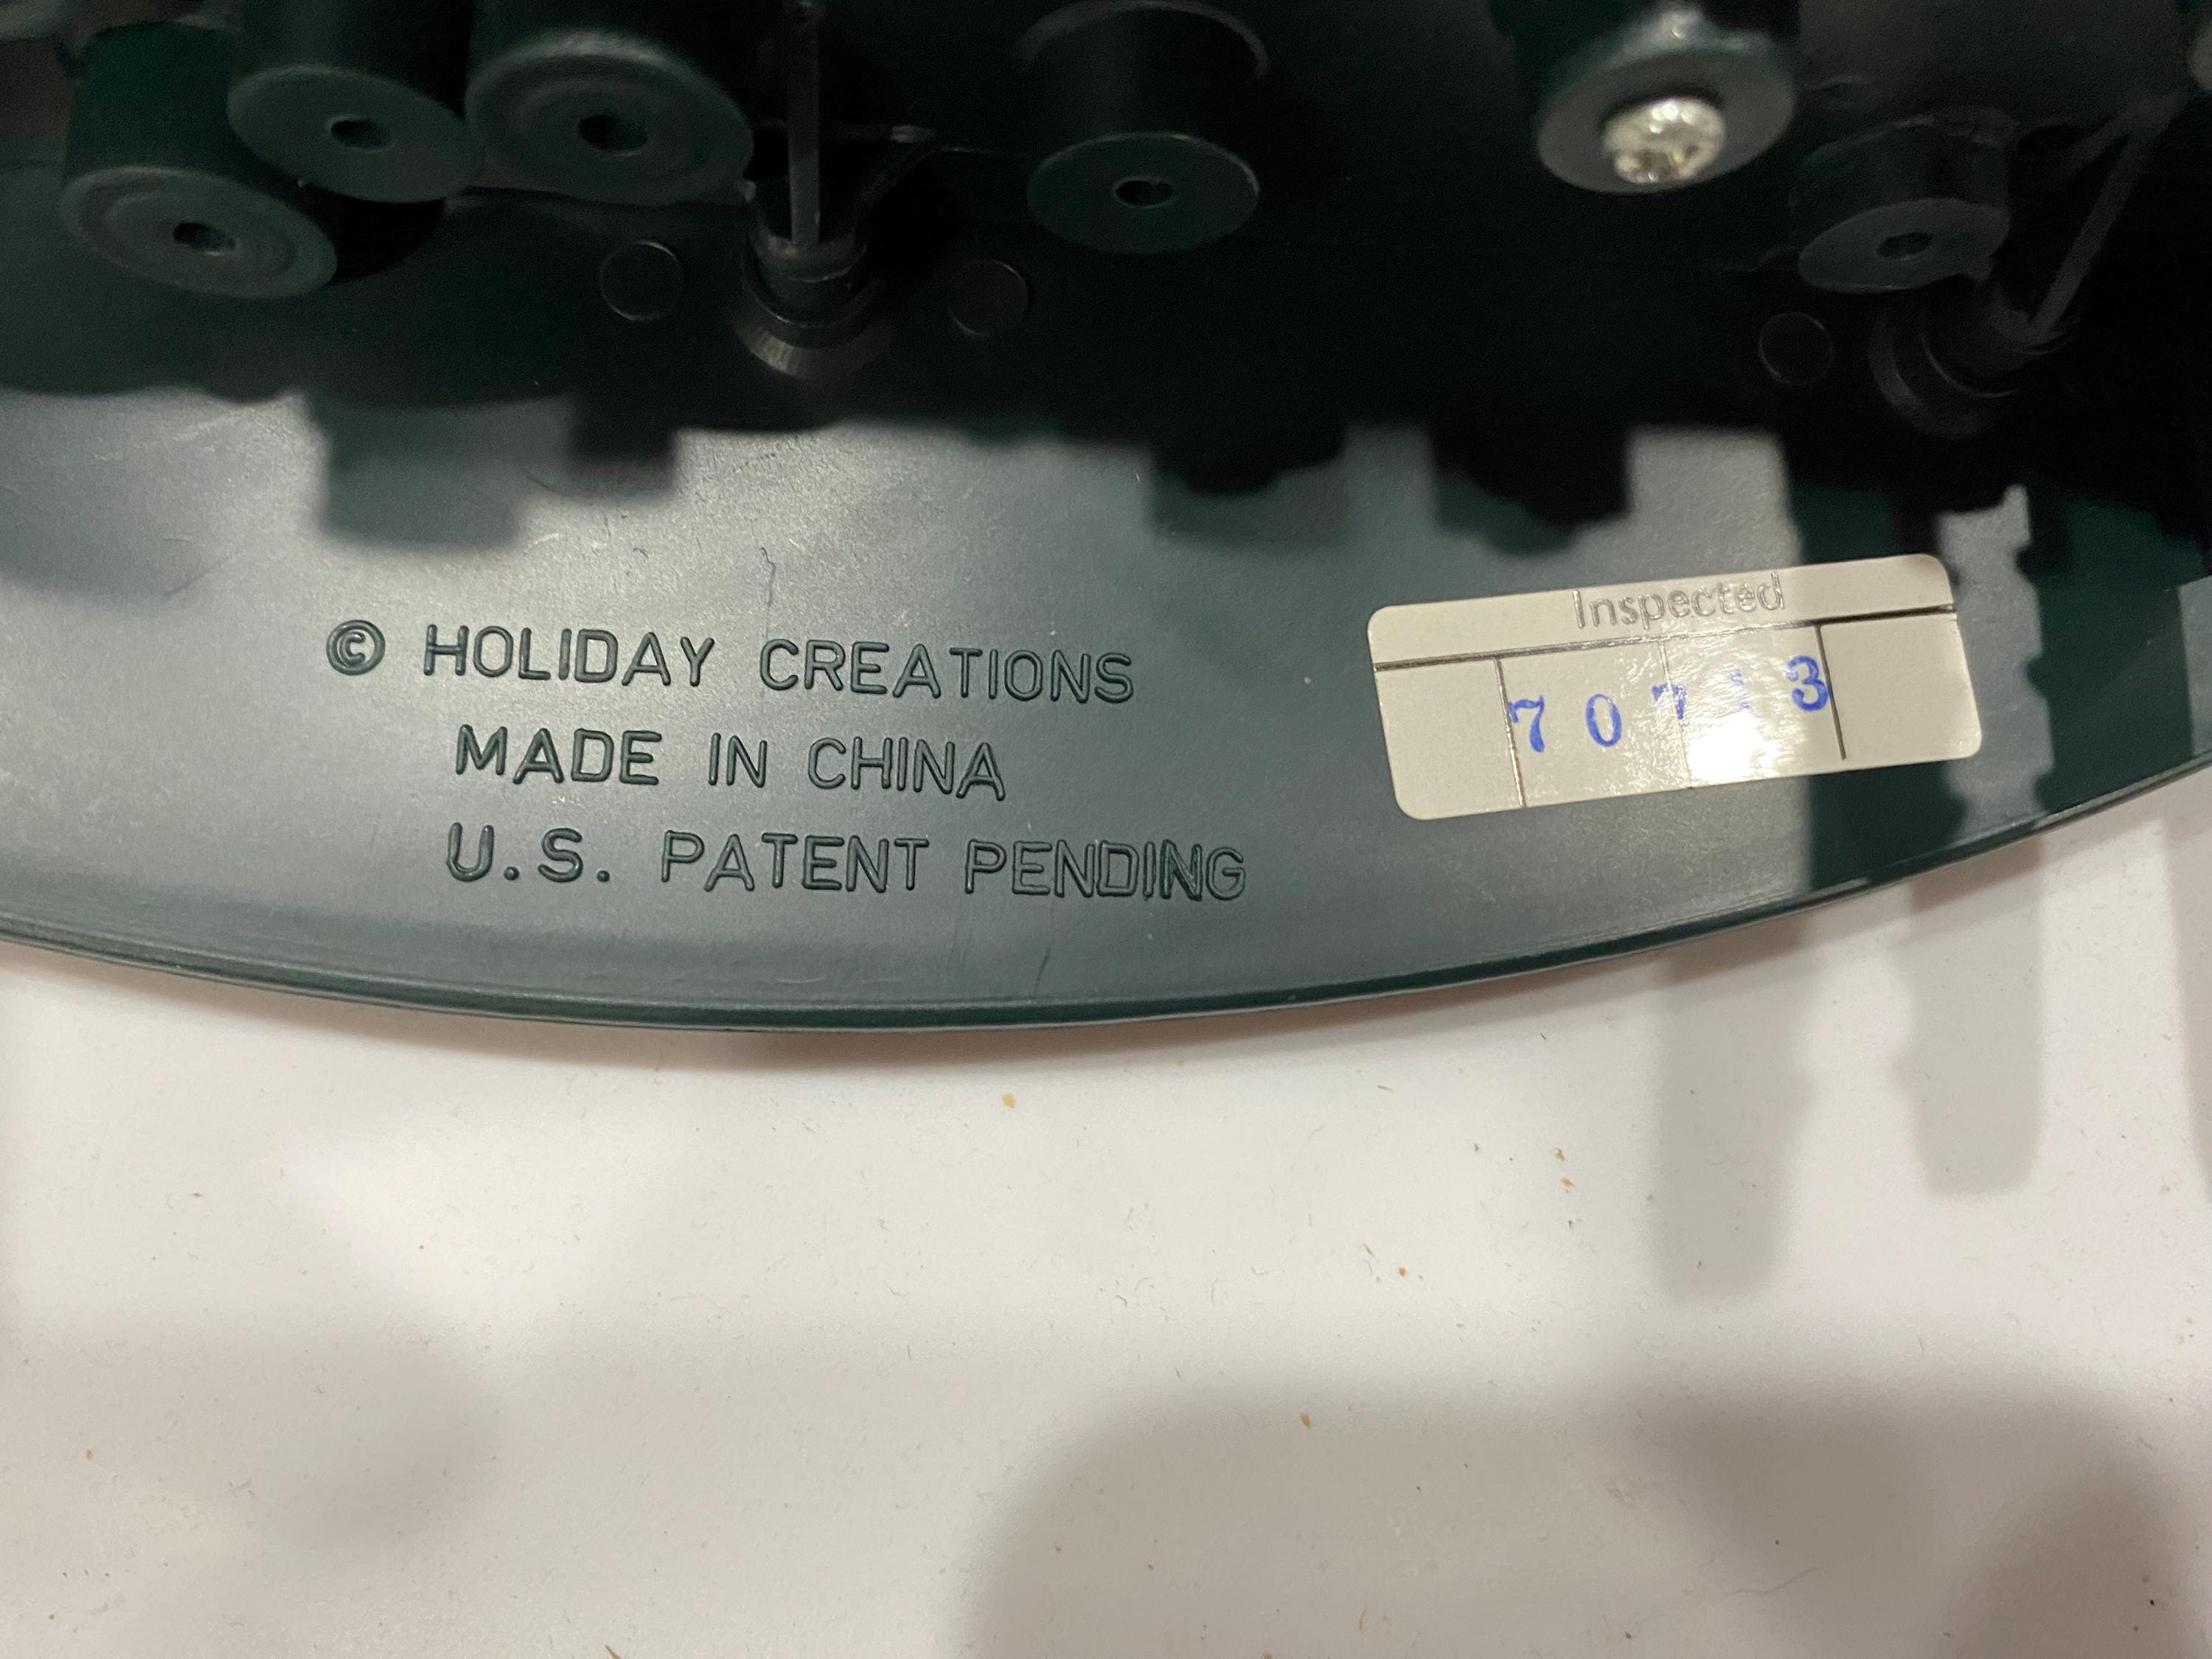 © HOLIDAY CREATIONS
MADE IN CHINA
U.S. PATENT PENDING
Inspected